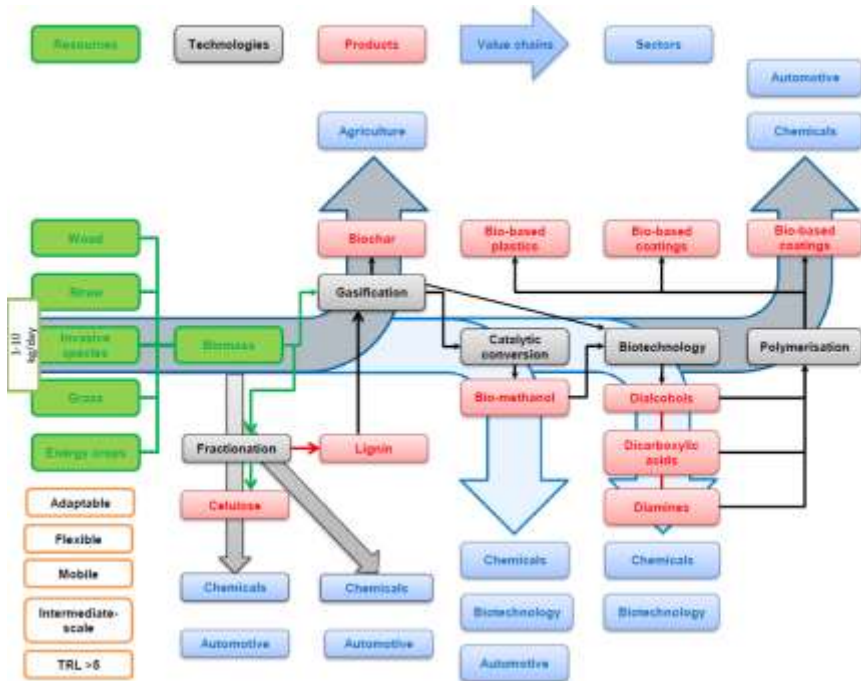 Resources
Technologies
Products
Value chains
Sectors
Automotive
Chemicals
Agriculture
Wood
Biochar
Bio-based
plastics
Bio-based
coatings
Bio-based
coatings
Straw
Gasification
1-10
kg/day
Invasive
species
Biomass
Catalytic
conversion
Biotechnology
Polymerisation
Grass
Bio-methanol
Dialcohols
Energy crops
Fractionation
Lignin
Dicarboxylic
acids
Adaptable
Celulose
Diamines
Flexible
Mobile
Chemicals
Chemicals
Chemicals
Chemicals
Intermediate-
scale
Biotechnology
Biotechnology
Automotive
Automotive
TRL >5
Automotive